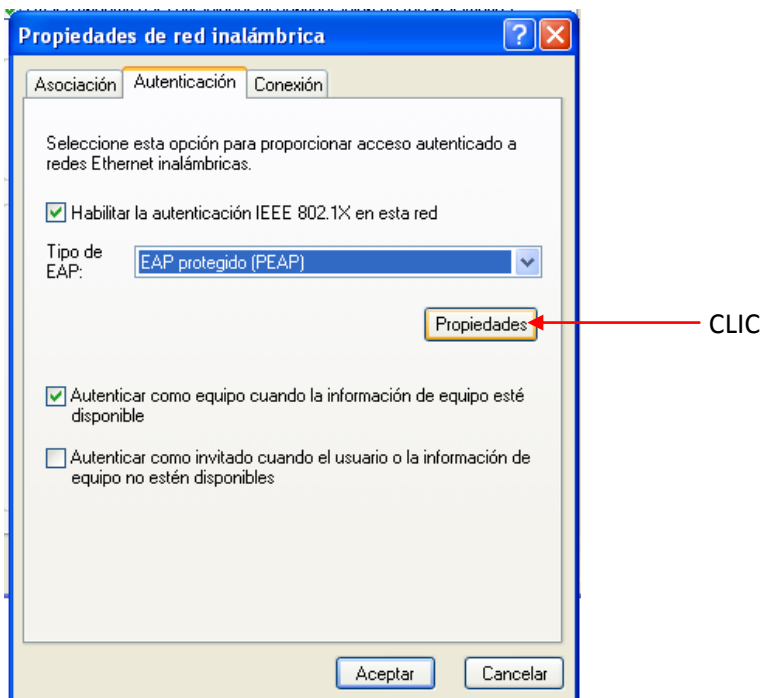 Propiedades de red inalámbrica
Asociación Autenticación Conexión
Seleccione esta opción para proporcionar acceso autenticado a
redes Ethernet inalámbricas.
Habilitar la autenticación IEEE 802.1X en esta red
Tipo de
EAP:
EAP protegido (PEAP)
Propiedades
CLIC
Autenticar como equipo cuando la información de equipo esté
disponible
Autenticar como invitado cuando el usuario o la información de
equipo no estén disponibles
Aceptar Cancelar